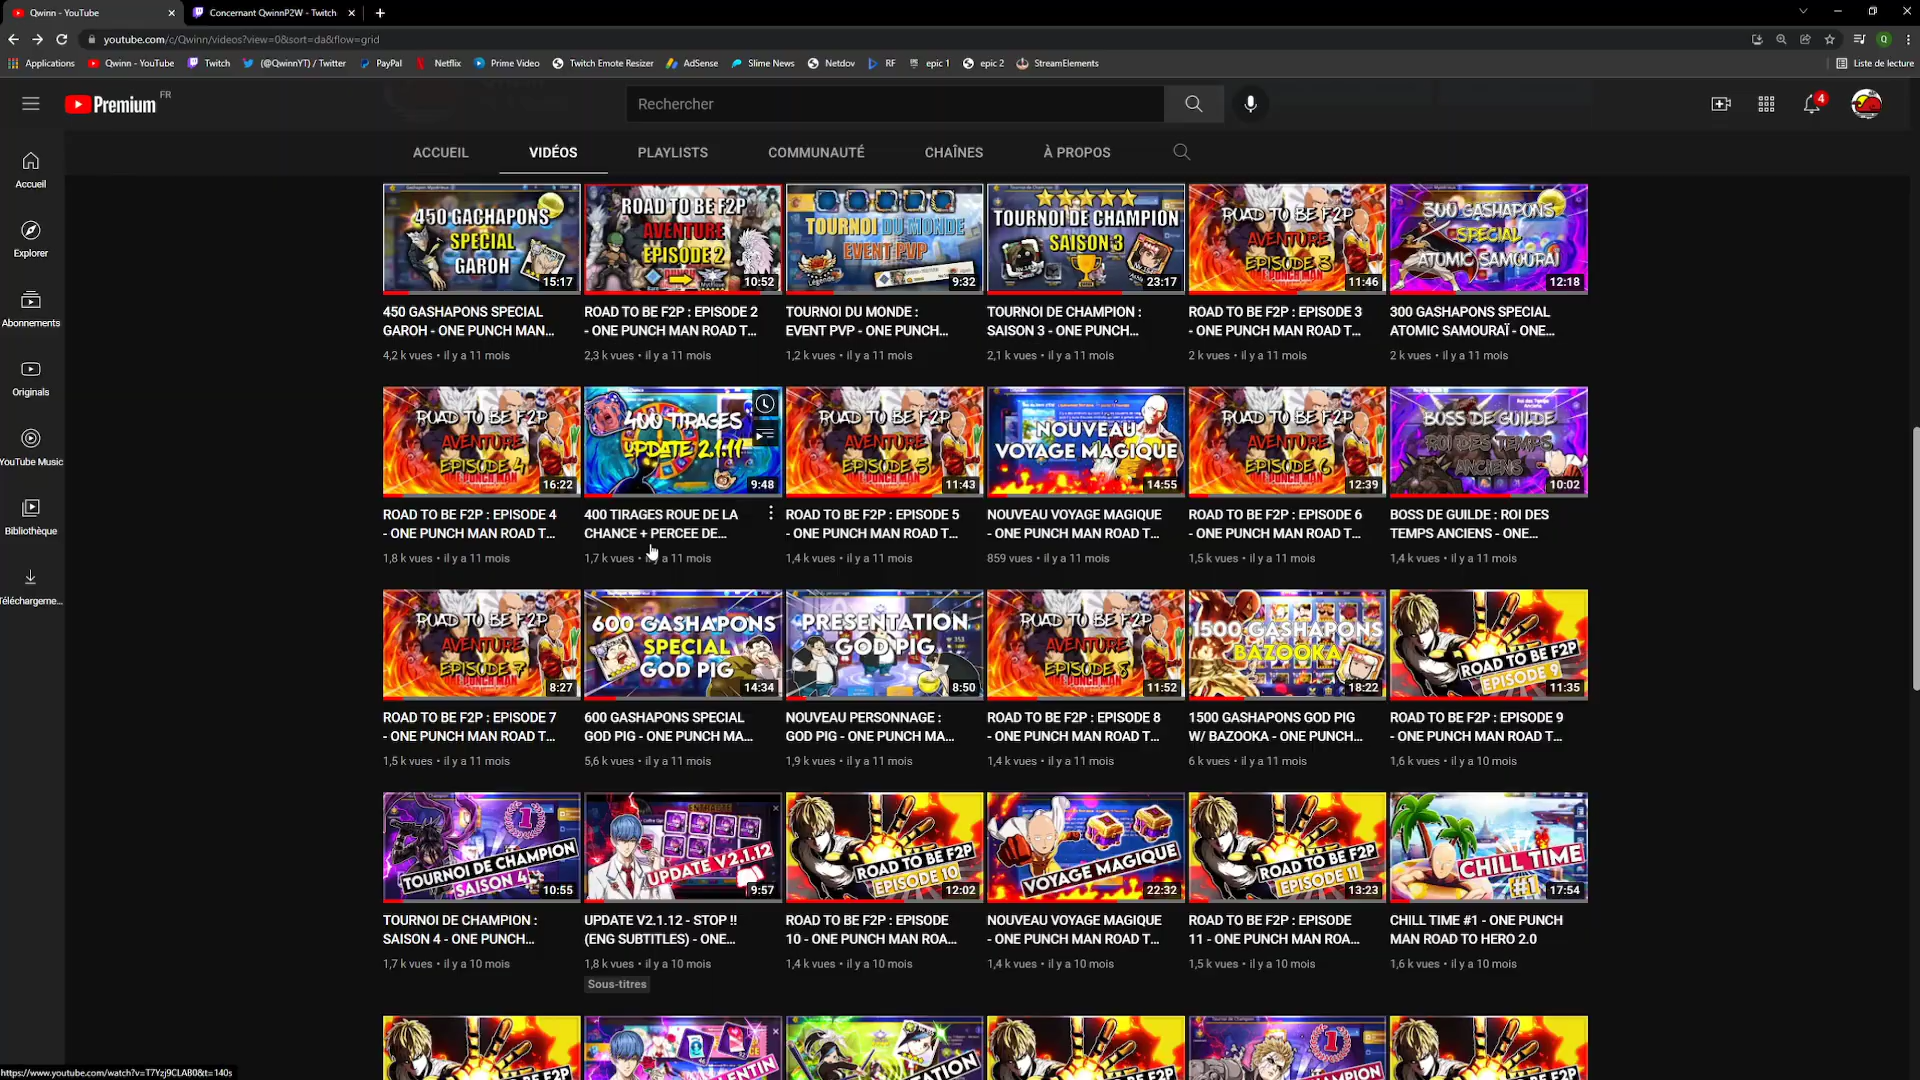 Qwinn - YouTube
Concernant QwinnP2W - Twitch
youtube.com/c/Qwinn/videos?view=0&sort=da&flow=grid
Applications
Qwinn - YouTube
Twitch
(@QwinnYT) / Twitter
PayPal
Netflix
Prime Video
Twitch Emote Resizer
AdSense
Slime News
Netdov
RF
epic 1
epic 2
StreamElements
Liste de lecture
Premium
FR
Rechercher
4
ACCUEIL
VIDÉOS
PLAYLISTS
COMMUNAUTÉ
CHAÎNES
À PROPOS
Accueil
Explorer
Abonnements
Originals
YouTube Music
Bibliothèque
Téléchargeme...
450 GACHAPONS
SPECIAL
GAROH
15:17
ROAD TO BE F2P
AVENTURE
EPISODE 2
10:52
TOURNOI DU MONDE
EVENT PVP
9:32
TOURNOI DE CHAMPION
SAISON 3
23:17
ROAD TO BE F2P
AVENTURE
EPISODE 3
11:46
300 GASHAPONS
SPECIAL
ATOMIC SAMOURAÏ
12:18
450 GASHAPONS SPECIAL
GAROH - ONE PUNCH MAN...
4,2 k vues • il y a 11 mois
ROAD TO BE F2P : EPISODE 2
- ONE PUNCH MAN ROAD T...
2,3 k vues • il y a 11 mois
TOURNOI DU MONDE :
EVENT PVP - ONE PUNCH...
1,2 k vues • il y a 11 mois
TOURNOI DE CHAMPION :
SAISON 3 - ONE PUNCH...
2,1 k vues • il y a 11 mois
ROAD TO BE F2P : EPISODE 3
- ONE PUNCH MAN ROAD T...
2 k vues • il y a 11 mois
300 GASHAPONS SPECIAL
ATOMIC SAMOURAÏ - ONE...
2 k vues • il y a 11 mois
ROAD TO BE F2P
AVENTURE
EPISODE 4
16:22
400 TIRAGES
UPDATE 2.1.11
9:48
ROAD TO BE F2P
AVENTURE
EPISODE 5
11:43
NOUVEAU
VOYAGE MAGIQUE
14:55
ROAD TO BE F2P
AVENTURE
EPISODE 6
12:39
BOSS DE GUILDE
ROI DES TEMPS
ANCIENS
10:02
ROAD TO BE F2P : EPISODE 4
- ONE PUNCH MAN ROAD T...
1,8 k vues • il y a 11 mois
400 TIRAGES ROUE DE LA
CHANCE + PERCEE DE...
1,7 k vues • il y a 11 mois
ROAD TO BE F2P : EPISODE 5
- ONE PUNCH MAN ROAD T...
1,4 k vues • il y a 11 mois
NOUVEAU VOYAGE MAGIQUE
- ONE PUNCH MAN ROAD T...
859 vues • il y a 11 mois
ROAD TO BE F2P : EPISODE 6
- ONE PUNCH MAN ROAD T...
1,5 k vues • il y a 11 mois
BOSS DE GUILDE : ROI DES
TEMPS ANCIENS - ONE...
1,4 k vues • il y a 11 mois
ROAD TO BE F2P
AVENTURE
EPISODE 7
8:27
600 GASHAPONS
SPECIAL
GOD PIG
14:34
PRESENTATION
GOD PIG
8:50
ROAD TO BE F2P
AVENTURE
EPISODE 8
11:52
1500 GASHAPONS
BAZOOKA
18:22
ROAD TO BE F2P
EPISODE 9
11:35
ROAD TO BE F2P : EPISODE 7
- ONE PUNCH MAN ROAD T...
1,5 k vues • il y a 11 mois
600 GASHAPONS SPECIAL
GOD PIG - ONE PUNCH MA...
5,6 k vues • il y a 11 mois
NOUVEAU PERSONNAGE :
GOD PIG - ONE PUNCH MA...
1,9 k vues • il y a 11 mois
ROAD TO BE F2P : EPISODE 8
- ONE PUNCH MAN ROAD T...
1,4 k vues • il y a 11 mois
1500 GASHAPONS GOD PIG
W/ BAZOOKA - ONE PUNCH...
6 k vues • il y a 11 mois
ROAD TO BE F2P : EPISODE 9
- ONE PUNCH MAN ROAD T...
1,6 k vues • il y a 10 mois
TOURNOI DE CHAMPION
SAISON 4
10:55
UPDATE V2.1.12
9:57
ROAD TO BE F2P
EPISODE 10
12:02
VOYAGE MAGIQUE
22:32
ROAD TO BE F2P
EPISODE 11
13:23
CHILL TIME
#1
17:54
TOURNOI DE CHAMPION :
SAISON 4 - ONE PUNCH...
1,7 k vues • il y a 10 mois
UPDATE V2.1.12 - STOP !!
(ENG SUBTITLES) - ONE...
1,8 k vues • il y a 10 mois
Sous-titres
ROAD TO BE F2P : EPISODE
10 - ONE PUNCH MAN ROA...
1,4 k vues • il y a 10 mois
NOUVEAU VOYAGE MAGIQUE
- ONE PUNCH MAN ROAD T...
1,4 k vues • il y a 10 mois
ROAD TO BE F2P : EPISODE
11 - ONE PUNCH MAN ROA...
1,5 k vues • il y a 10 mois
CHILL TIME #1 - ONE PUNCH
MAN ROAD TO HERO 2.0
1,6 k vues • il y a 10 mois
https://www.youtube.com/watch?v=T7Yzj9CLAB0&t=140s